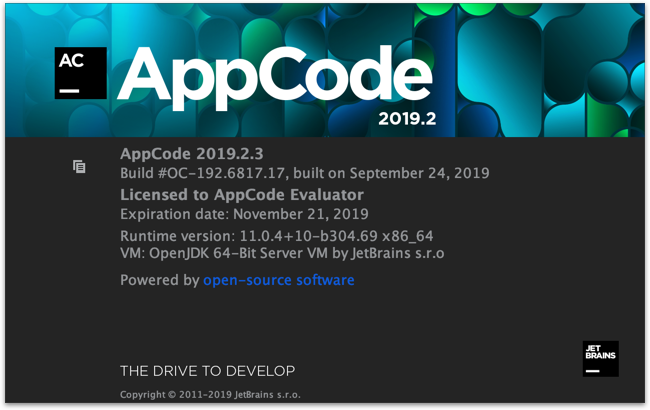 AC
AppCode
2019.2
AppCode 2019.2.3
Build #OC-192.6817.17, built on September 24, 2019
Licensed to AppCode Evaluator
Expiration date: November 21, 2019
Runtime version: 11.0.4+10-b304.69 x86_64
VM: OpenJDK 64-Bit Server VM by JetBrains s.r.o
Powered by open-source software
JET
BRAINS
THE DRIVE TO DEVELOP
Copyright © 2011-2019 JetBrains s.r.o.